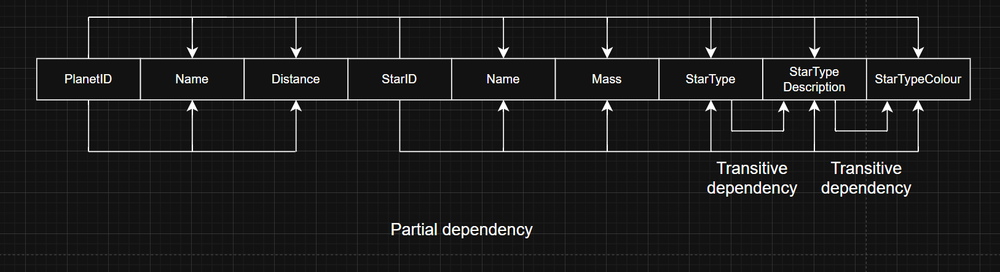 PlanetID
Name
Distance
StarID
Name
Mass
StarType
StarType
Description
StarTypeColour
Transitive
dependency
Transitive
dependency
Partial dependency